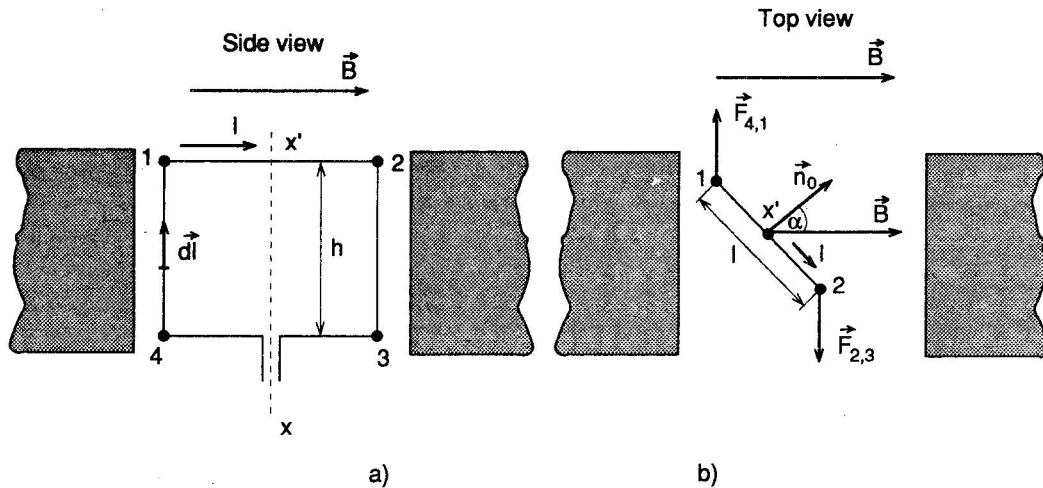 Side view
B
I
x'
1
2
dl
h
4
3
x
a)
Top view
B
F4,1
1
n0
x'
α
B
l
I
2
F2,3
b)